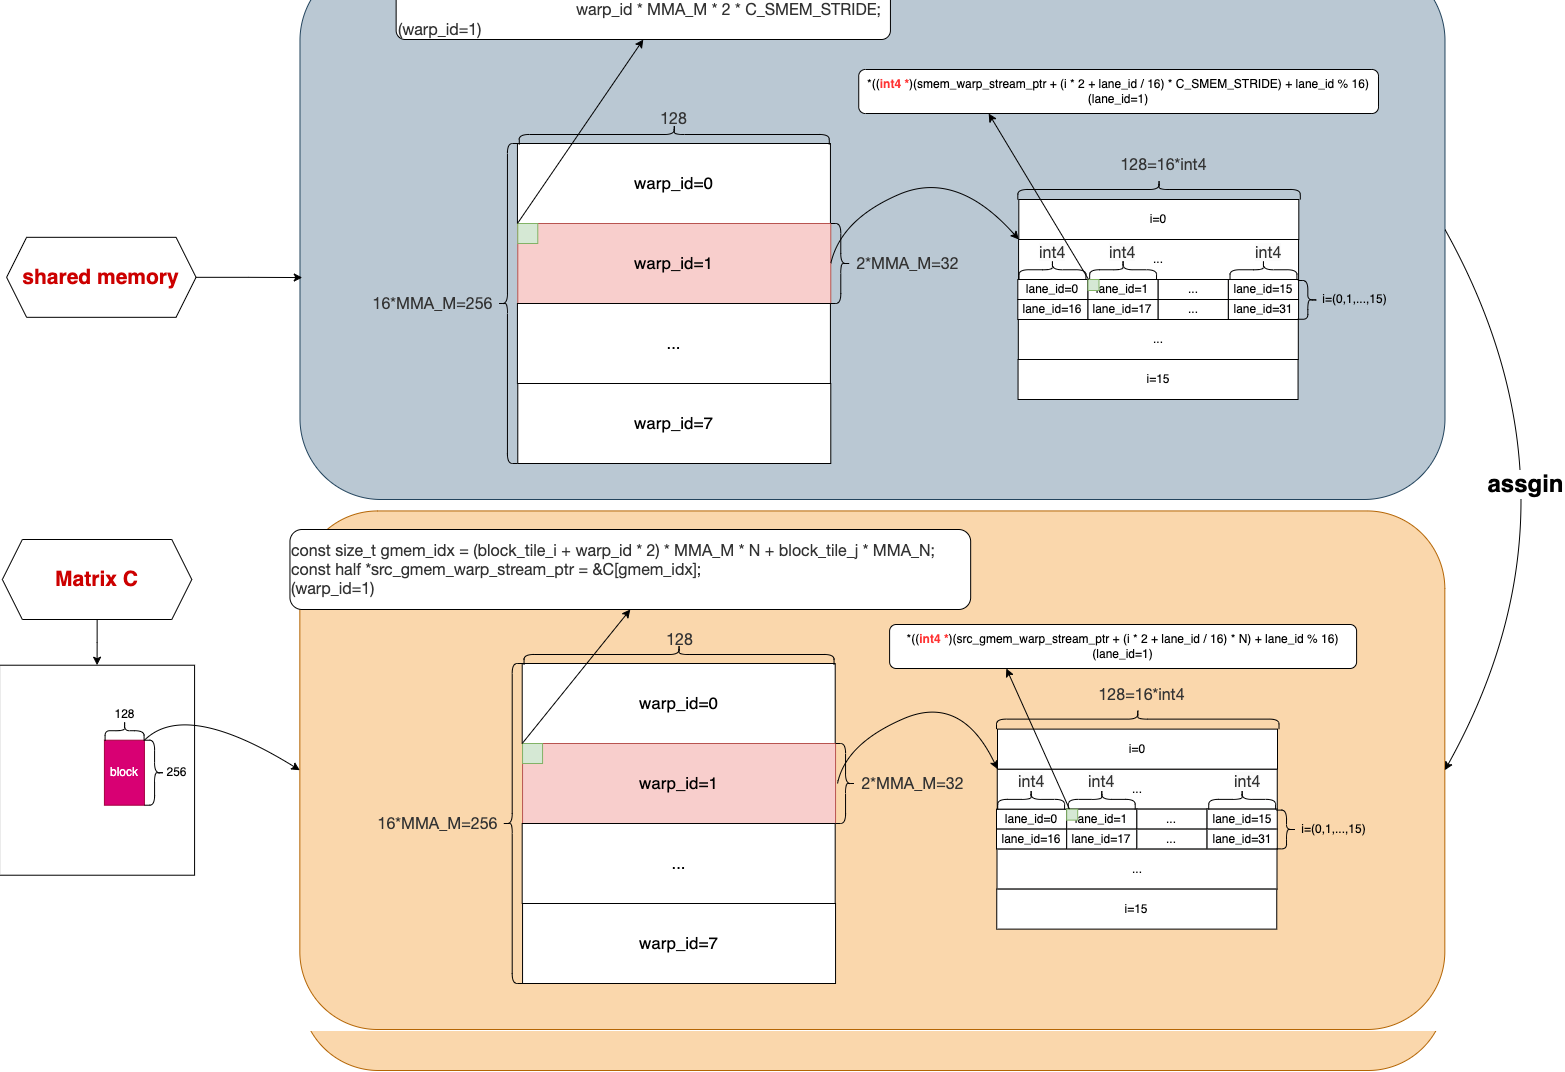 warp_id * MMA_M * 2 * C_SMEM_STRIDE;
(warp_id=1)
*((int4 *)(smem_warp_stream_ptr + (i * 2 + lane_id / 16) * C_SMEM_STRIDE) + lane_id % 16)
(lane_id=1)
128
128=16*int4
warp_id=0
i=0
shared memory
16*MMA_M=256
warp_id=1
2*MMA_M=32
int4
int4
...
int4
lane_id=0
lane_id=1
...
lane_id=15
lane_id=16
lane_id=17
...
lane_id=31
i=(0,1,...,15)
...
...
i=15
warp_id=7
assgin
const size_t gmem_idx = (block_tile_i + warp_id * 2) * MMA_M * N + block_tile_j * MMA_N;
const half *src_gmem_warp_stream_ptr = &C[gmem_idx];
(warp_id=1)
Matrix C
*((int4 *)(src_gmem_warp_stream_ptr + (i * 2 + lane_id / 16) * N) + lane_id % 16)
(lane_id=1)
128
128=16*int4
warp_id=0
i=0
128
block
256
16*MMA_M=256
warp_id=1
2*MMA_M=32
int4
int4
...
int4
lane_id=0
lane_id=1
...
lane_id=15
lane_id=16
lane_id=17
...
lane_id=31
i=(0,1,...,15)
...
...
i=15
warp_id=7